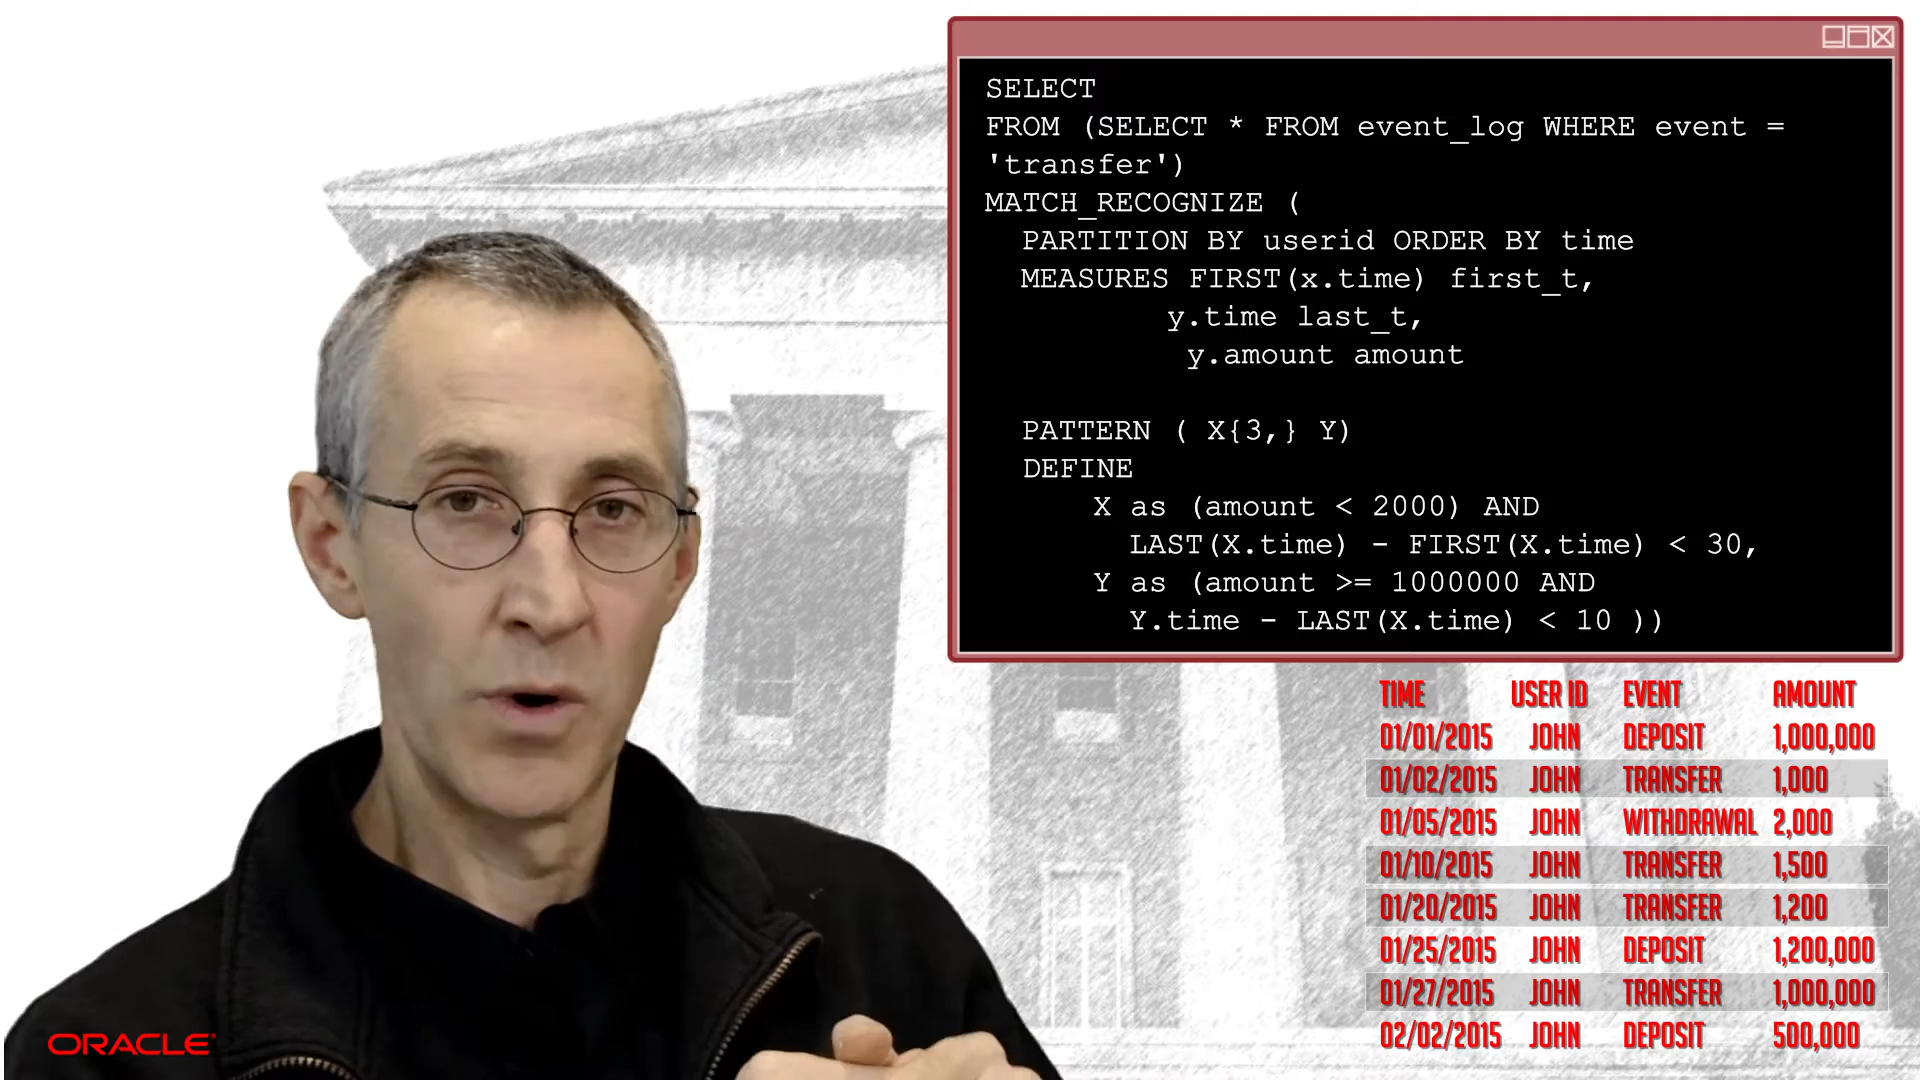 SELECT
FROM (SELECT * FROM event_log WHERE event =
'transfer')
MATCH_RECOGNIZE (
PARTITION BY userid ORDER BY time
MEASURES FIRST(x.time) first_t,
y.time last_t,
y.amount amount
PATTERN ( X{3,} Y)
DEFINE
X as (amount < 2000) AND
LAST(X.time) - FIRST(X.time) < 30,
Y as (amount >= 1000000 AND
Y.time - LAST(X.time) < 10 ))
TIME USER ID EVENT AMOUNT
01/01/2015 JOHN DEPOSIT 1,000,000
01/02/2015 JOHN TRANSFER 1,000
01/05/2015 JOHN WITHDRAWAL 2,000
01/10/2015 JOHN TRANSFER 1,500
01/20/2015 JOHN TRANSFER 1,200
01/25/2015 JOHN DEPOSIT 1,200,000
01/27/2015 JOHN TRANSFER 1,000,000
02/02/2015 JOHN DEPOSIT 500,000
ORACLE